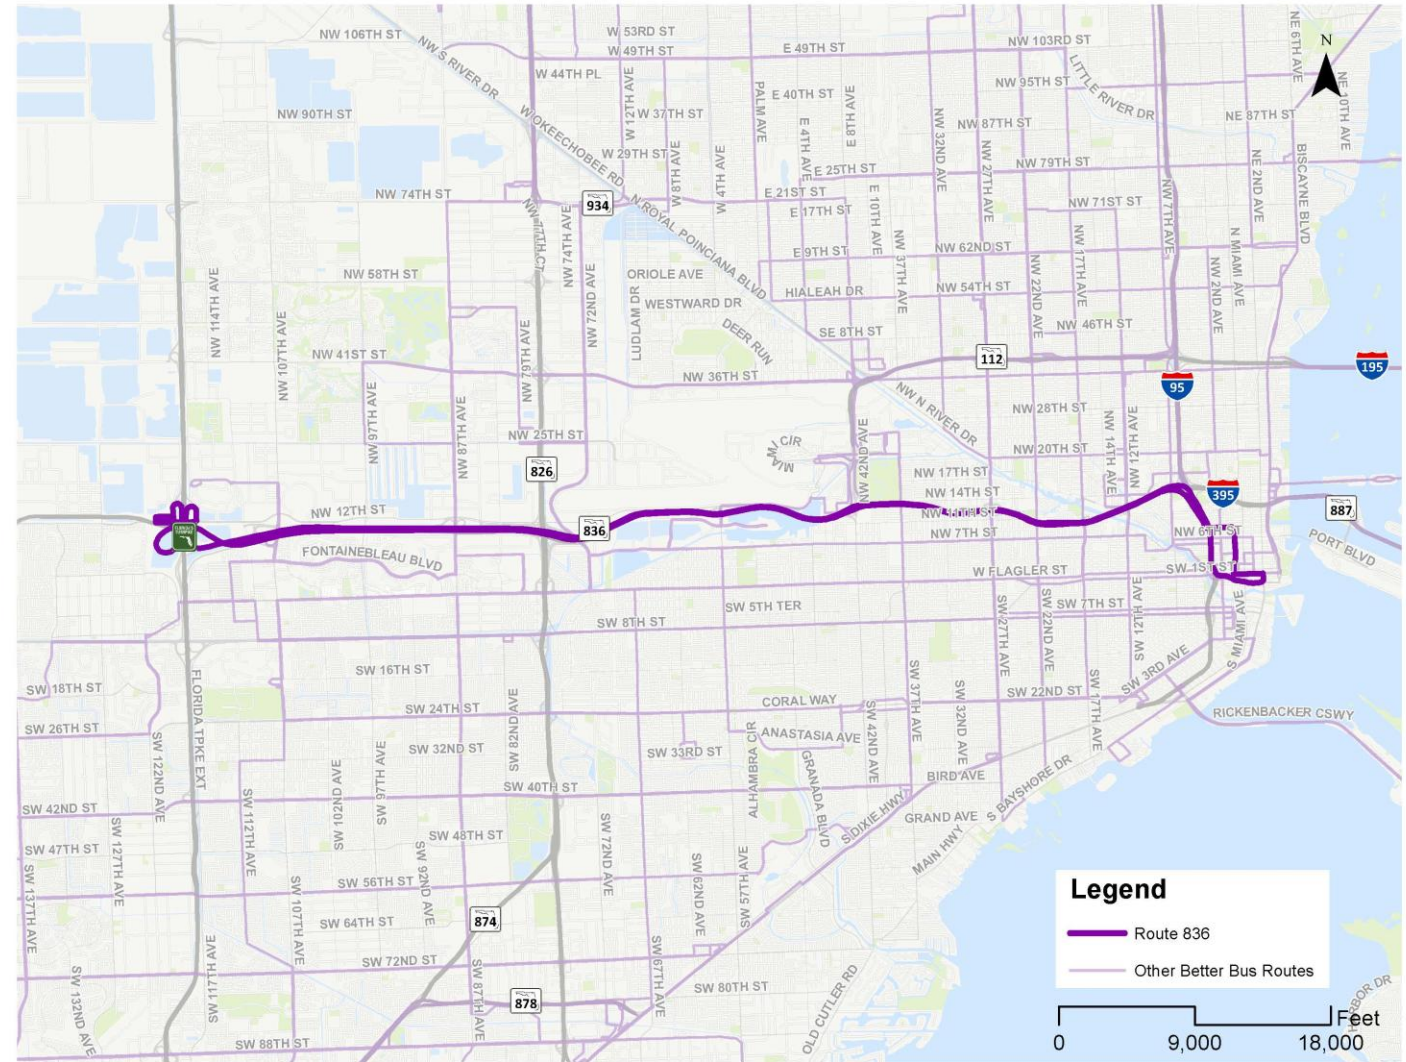 NW 106TH ST
W 53RD ST
W 49TH ST
E 49TH ST
NW 103RD ST
NE 6TH AVE
N
NW S RIVER DR
W 44TH PL
W 12TH AVE
PALM AVE
E 40TH ST
E 8TH AVE
NW 95TH ST
LITTLE RIVER DR
NE 10TH AVE
NW 90TH ST
W OKEECHOBEE RD
W 37TH ST
E 4TH AVE
NW 32ND AVE
NW 87TH ST
NE 87TH ST
W 29TH ST
W 8TH AVE
W 4TH AVE
E 25TH ST
NW 27TH AVE
NW 79TH ST
NE 2ND AVE
BISCAYNE BLVD
NW 74TH ST
934
E 21ST ST
E 17TH ST
E 10TH AVE
NW 71ST ST
NW 7TH AVE
NW 77TH CT
NW 74TH AVE
N ROYAL POINCIANA BLVD
E 9TH ST
NW 37TH AVE
NW 62ND ST
NW 17TH AVE
N MIAMI AVE
NW 114TH AVE
NW 58TH ST
ORIOLE AVE
WESTWARD DR
HIALEAH DR
NW 54TH ST
NW 22ND AVE
NW 2ND AVE
NW 107TH AVE
NW 72ND AVE
LUDLAM DR
DEER RUN
SE 8TH ST
NW 46TH ST
NW 41ST ST
NW 79TH AVE
NW 36TH ST
112
195
95
NW 97TH AVE
NW 87TH AVE
NW N RIVER DR
NW 28TH ST
NW 25TH ST
MIAMI CIR
NW 42ND AVE
NW 20TH ST
NW 14TH AVE
NW 12TH AVE
826
NW 17TH ST
NW 14TH ST
395
887
NW 12TH ST
836
NW 11TH ST
NW 7TH ST
NW 6TH ST
PORT BLVD
FONTAINEBLEAU BLVD
W FLAGLER ST
SW 1ST ST
SW 5TH TER
SW 7TH ST
SW 8TH ST
SW 27TH AVE
SW 22ND AVE
SW 12TH AVE
S MIAMI AVE
SW 16TH ST
SW 18TH ST
FLORIDA TPKE EXT
SW 82ND AVE
SW 37TH AVE
SW 32ND AVE
SW 22ND ST
SW 17TH AVE
SW 3RD AVE
SW 24TH ST
CORAL WAY
SW 26TH ST
RICKENBACKER CSWY
SW 122ND AVE
SW 32ND ST
SW 33RD ST
ALHAMBRA CIR
ANASTASIA AVE
SW 42ND AVE
SW 102ND AVE
SW 97TH AVE
SW 40TH ST
GRANADA BLVD
BIRD AVE
S BAYSHORE DR
SW 42ND ST
SW 112TH AVE
S DIXIE HWY
GRAND AVE
SW 127TH AVE
SW 47TH ST
SW 48TH ST
SW 72ND AVE
MAIN HWY
SW 137TH AVE
SW 56TH ST
SW 92ND AVE
SW 62ND AVE
SW 57TH AVE
SW 107TH AVE
SW 64TH ST
874
SW 117TH AVE
SW 72ND ST
SW 87TH AVE
SW 67TH AVE
SW 80TH ST
878
SW 132ND AVE
SW 88TH ST
OLD CUTLER RD
HARBOR DR
Legend
Route 836
Other Better Bus Routes
Feet
0 9,000 18,000